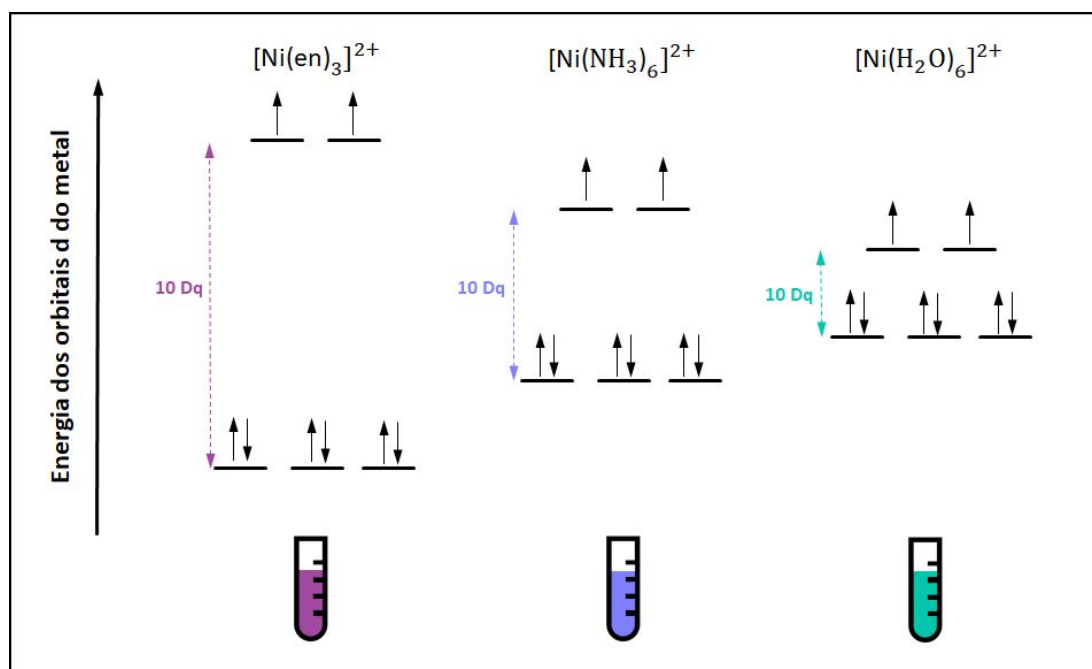 [Ni(en)₃]²⁺
[Ni(NH₃)₆]²⁺
[Ni(H₂O)₆]²⁺
Energia dos orbitais d do metal
10 Dq
10 Dq
10 Dq